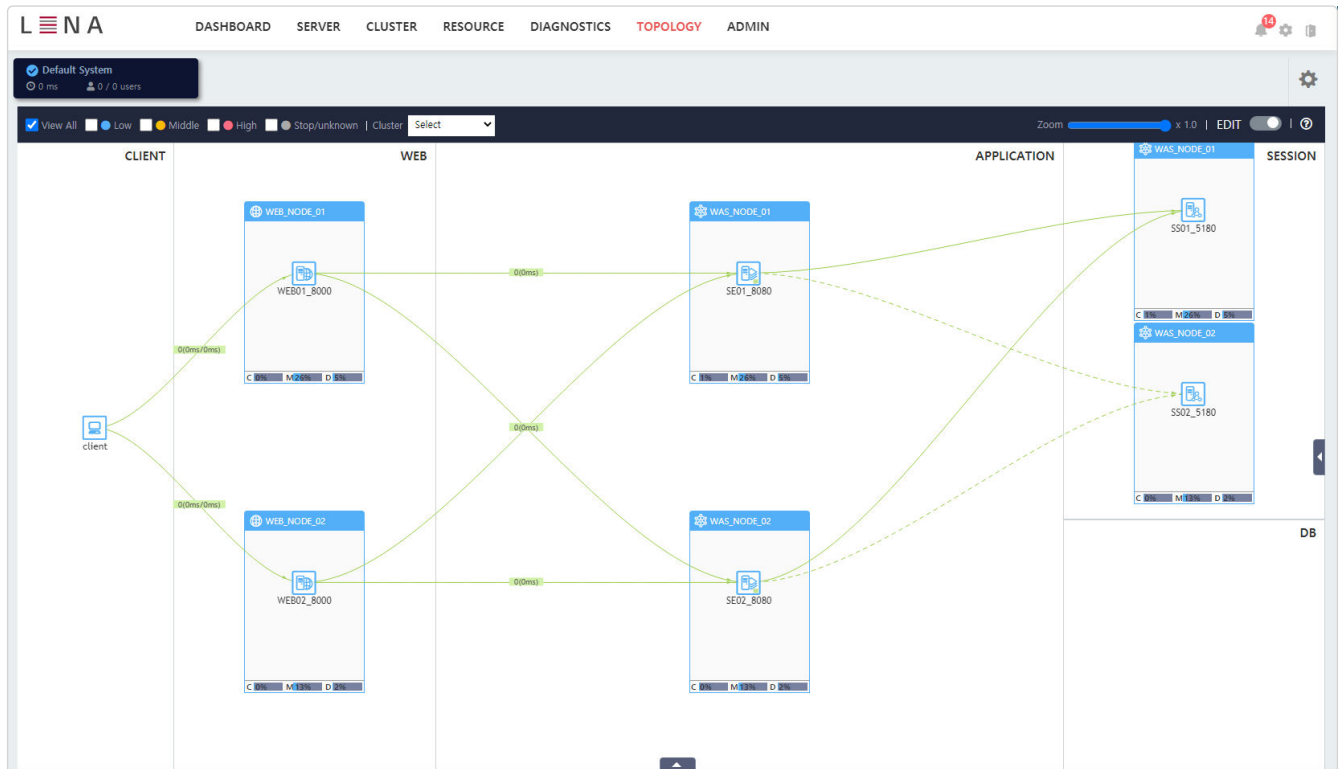 LENA DASHBOARD SERVER CLUSTER RESOURCE DIAGNOSTICS TOPOLOGY ADMIN 14
Default System
0 ms 0 / 0 users
View All Low Middle High Stop/unknown | Cluster Select Zoom x 1.0 | EDIT | ?
CLIENT WEB APPLICATION SESSION
WAS_NODE_01
WEB_NODE_01 WAS_NODE_01
SS01_5180
0(0ms)
WEB01_8000 SE01_8080
C 1% M 26% D 5%
WAS_NODE_02
0(0ms/0ms)
C 0% M 26% D 5% C 1% M 26% D 5%
SS02_5180
0(0ms)
client
C 0% M 13% D 2%
0(0ms/0ms)
WEB_NODE_02 WAS_NODE_02
DB
0(0ms)
WEB02_8000 SE02_8080
C 0% M 13% D 2% C 0% M 13% D 2%